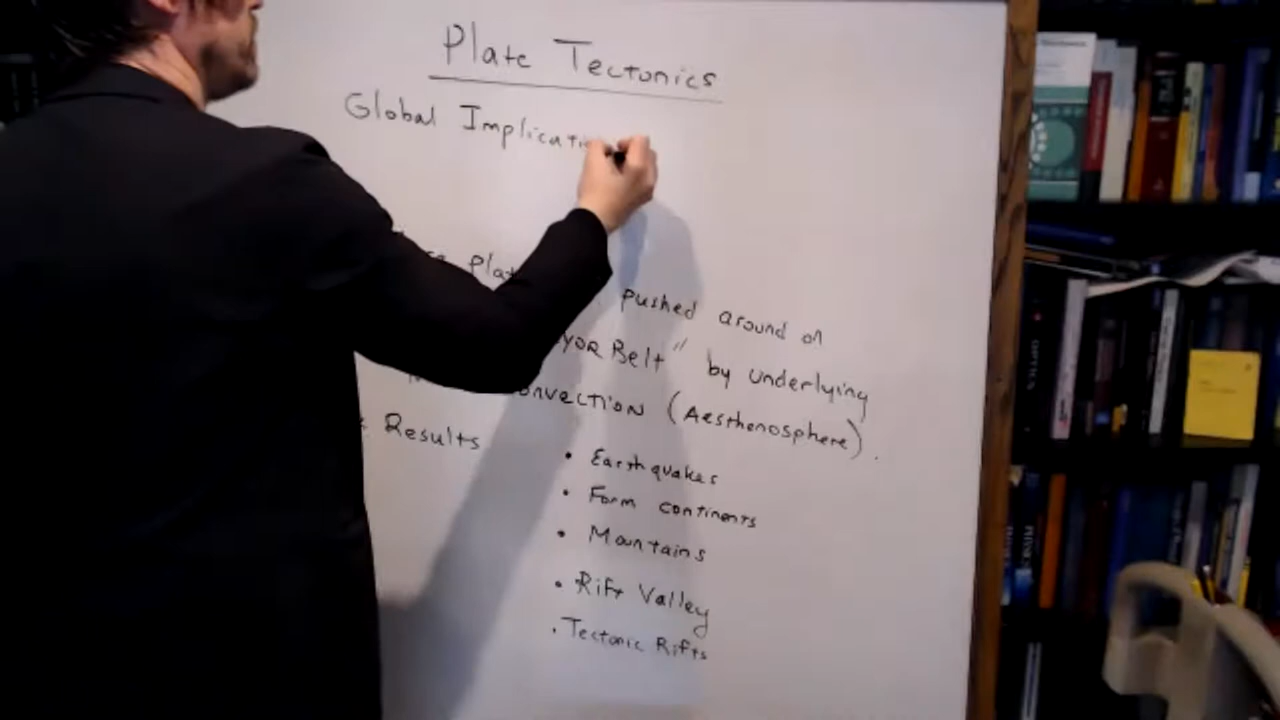 Plate Tectonics
Global Implicati
pushed around on
Belt" by underlying
(Aesthenosphere).
Results
• Earthquakes
• Form continents
• Mountains
• Rift Valley
• Tectonic Rifts